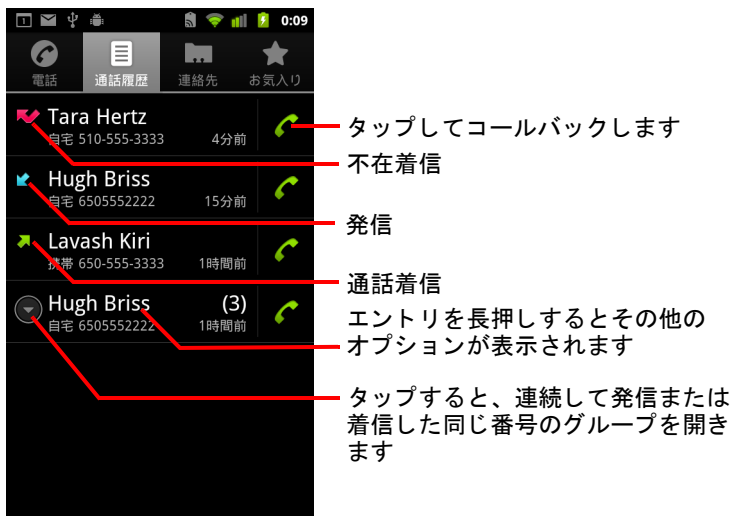 1 0:09
電話 通話履歴 連絡先 お気入り
Tara Hertz
自宅 510-555-3333 4分前
Hugh Briss
自宅 6505552222 15分前
Lavash Kiri
携帯 650-555-3333 1時間前
Hugh Briss (3)
自宅 6505552222 1時間前
タップしてコールバックします
不在着信
発信
通話着信
エントリを長押しするとその他の
オプションが表示されます
タップすると、連続して発信または
着信した同じ番号のグループを開き
ます